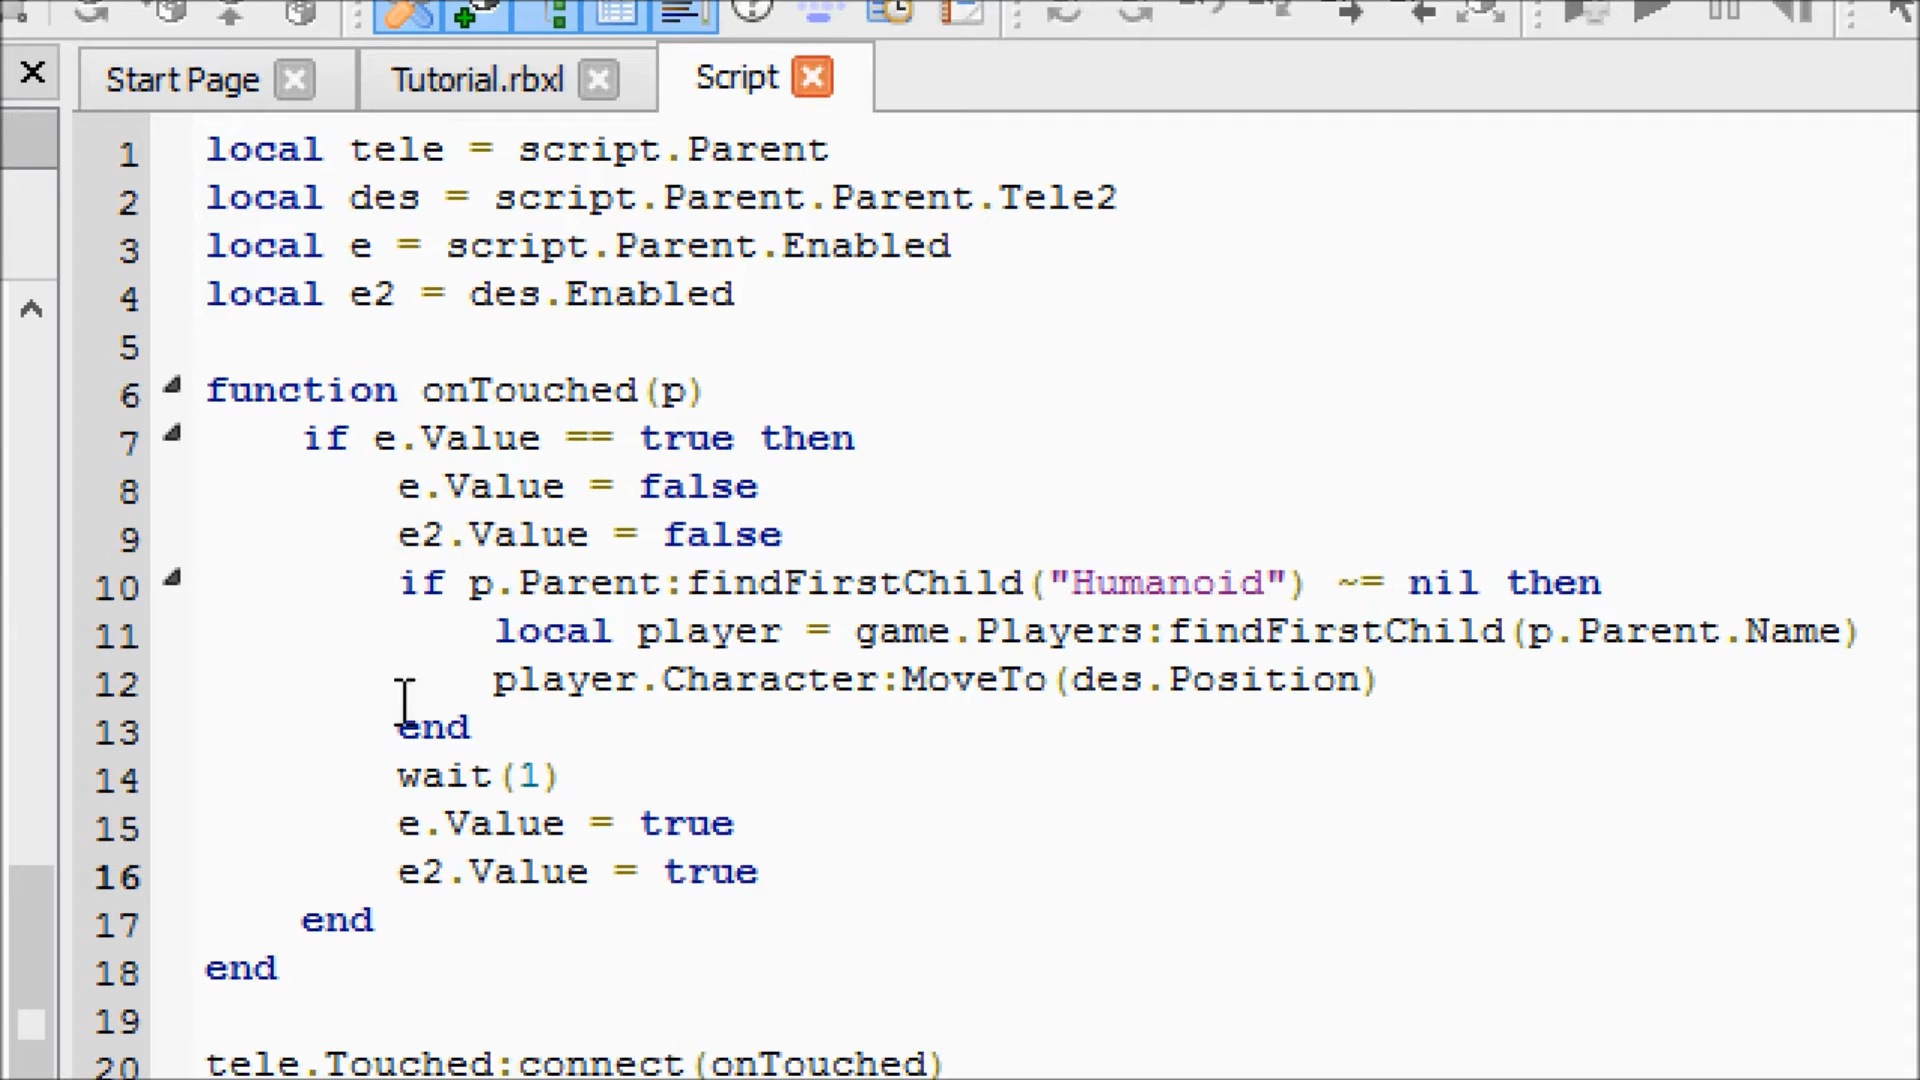 Start Page Tutorial.rbxl Script
1 local tele = script.Parent
2 local des = script.Parent.Parent.Tele2
3 local e = script.Parent.Enabled
4 local e2 = des.Enabled
5
6 function onTouched(p)
7 if e.Value == true then
8 e.Value = false
9 e2.Value = false
10 if p.Parent:findFirstChild("Humanoid") ~= nil then
11 local player = game.Players:findFirstChild(p.Parent.Name)
12 player.Character:MoveTo(des.Position)
13 end
14 wait(1)
15 e.Value = true
16 e2.Value = true
17 end
18 end
19
20 tele.Touched:connect(onTouched)